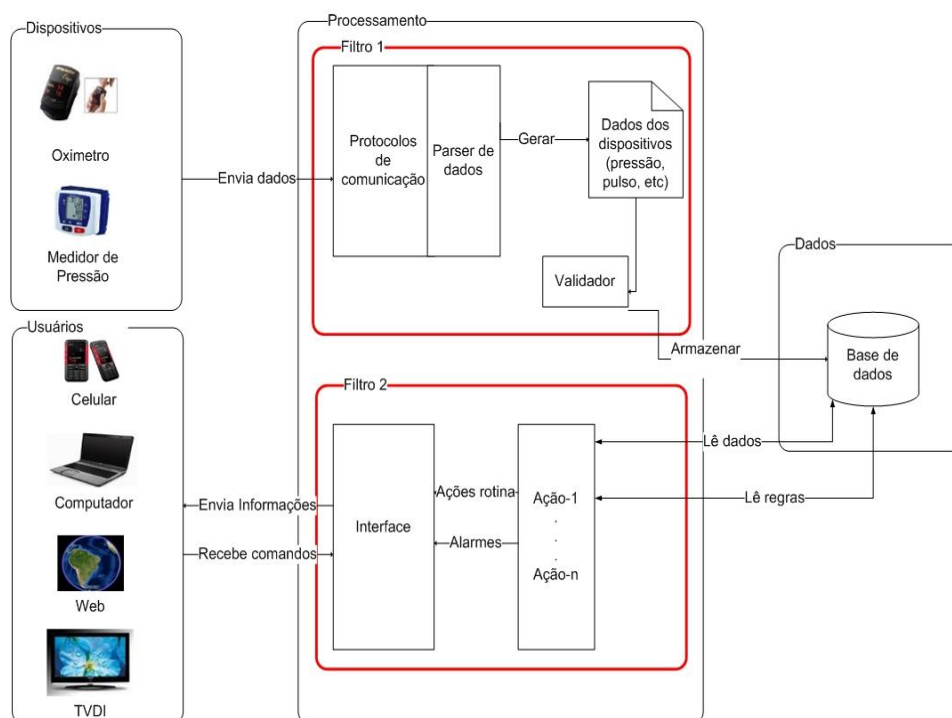 Dispositivos
Oximetro
Medidor de
Pressão
Envia dados
Processamento
Filtro 1
Protocolos
de
comunicação
Parser de
dados
Gerar
Dados dos
dispositivos
(pressão,
pulso, etc)
Validador
Armazenar
Dados
Base de
dados
Usuários
Celular
Computador
Web
TVDI
Envia Informações
Recebe comandos
Filtro 2
Interface
Ações rotina
Alarmes
Ação-1
.
.
.
Ação-n
Lê dados
Lê regras